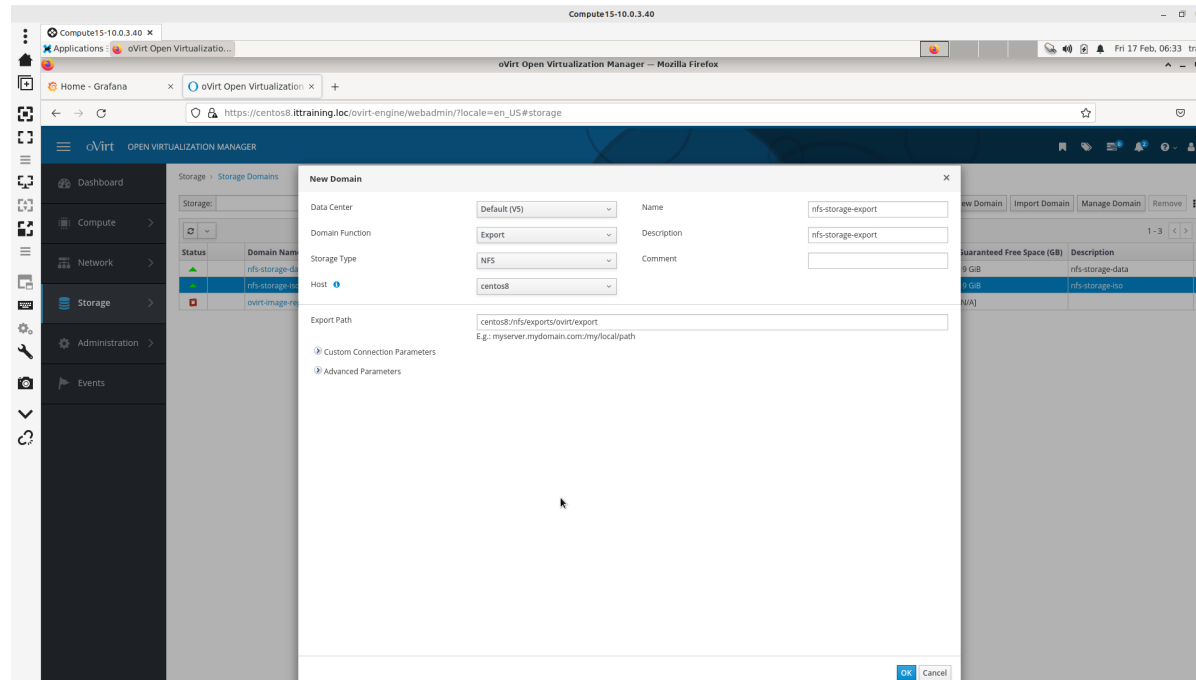 Compute15-10.0.3.40
Compute15-10.0.3.40 ×
Applications oVirt Open Virtualizatio...
Fri 17 Feb, 06:33
oVirt Open Virtualization Manager — Mozilla Firefox
Home - Grafana × oVirt Open Virtualization × +
https://centos8.ittraining.loc/ovirt-engine/webadmin/?locale=en_US#storage
oVirt OPEN VIRTUALIZATION MANAGER
Dashboard
Compute
Network
Storage
Administration
Events
Storage > Storage Domains
Storage:
Domain Import Domain Manage Domain Remove
1-3
Status Domain Nam Guaranteed Free Space (GB) Description
nfs-storage-da 9 GiB nfs-storage-data
nfs-storage-iso 9 GiB nfs-storage-iso
ovirt-image-rep N/A]
New Domain ×
Data Center Default (V5) Name nfs-storage-export
Domain Function Export Description nfs-storage-export
Storage Type NFS Comment
Host centos8
Export Path centos8:/nfs/exports/ovirt/export
E.g.: myserver.mydomain.com:/my/local/path
Custom Connection Parameters
Advanced Parameters
OK Cancel